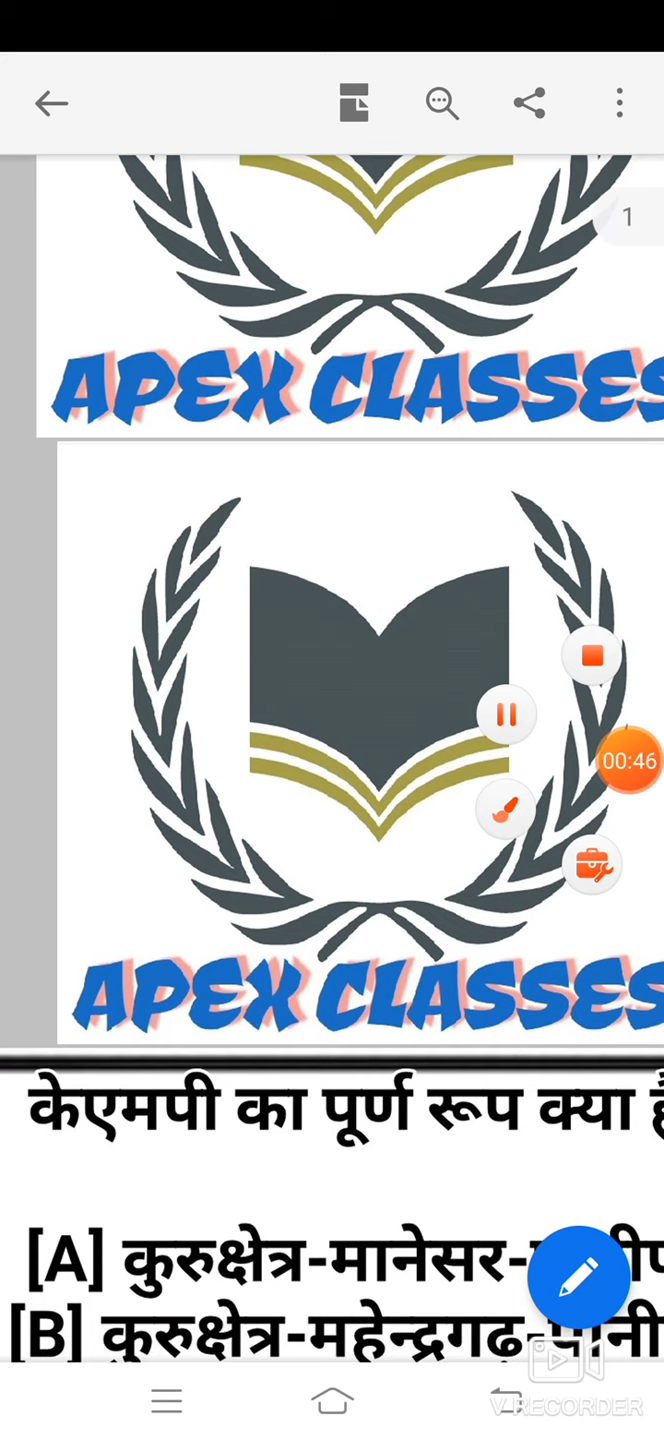 1
APEX CLASSES
00:46
APEX CLASSES
केएमपी का पूर्ण रूप क्या
[A] कुरुक्षेत्र-मानेसर-
[B] कुरुक्षेत्र-महेन्द्रगढ़-पानी
V RECORDER